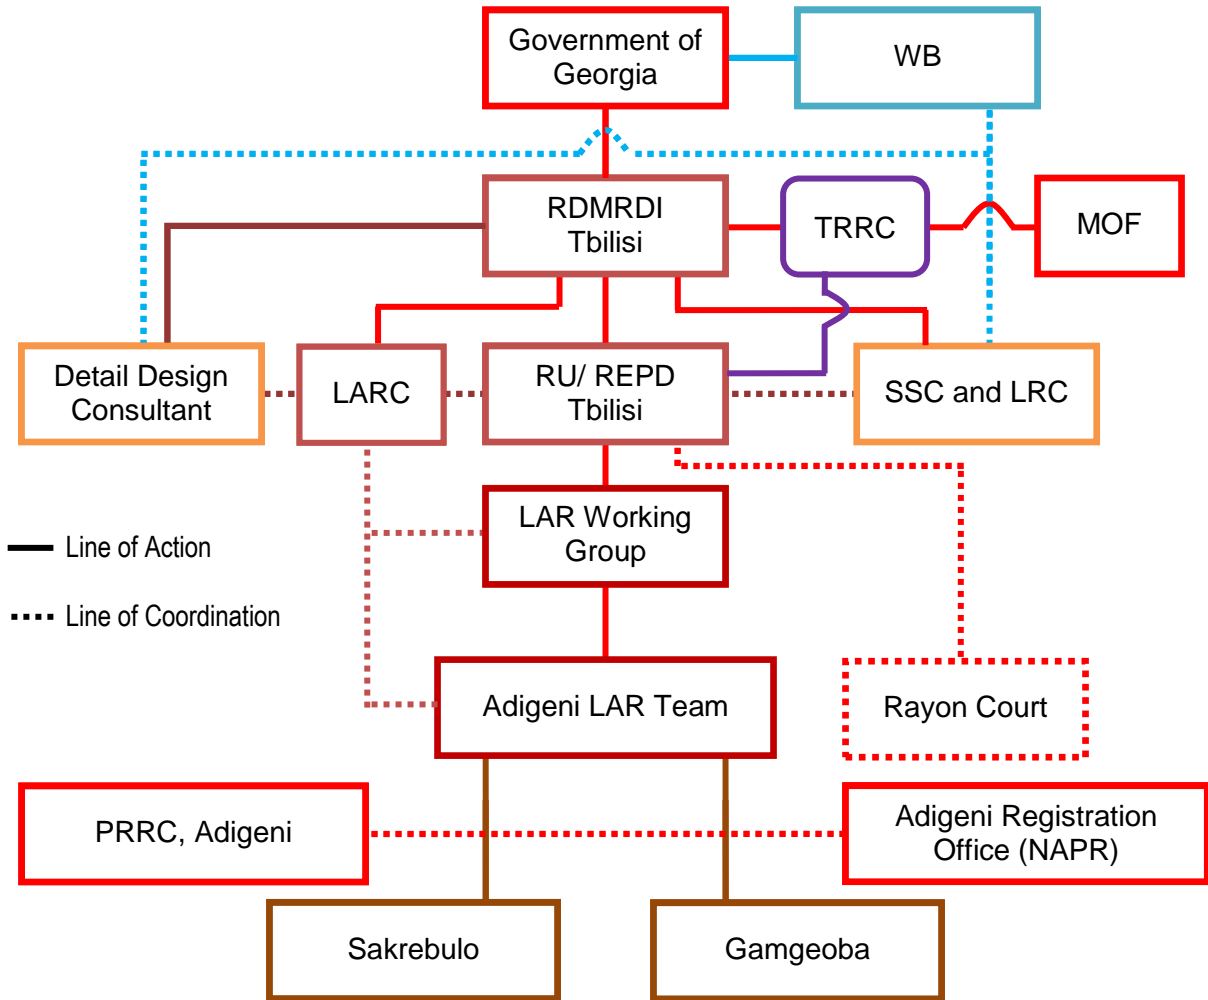 Government of
Georgia
WB
RDMRDI
Tbilisi
TRRC
MOF
Detail Design
Consultant
LARC
RU/ REPD
Tbilisi
SSC and LRC
LAR Working
Group
Line of Action
Line of Coordination
Adigeni LAR Team
Rayon Court
PRRC, Adigeni
Adigeni Registration
Office (NAPR)
Sakrebulo
Gamgeoba